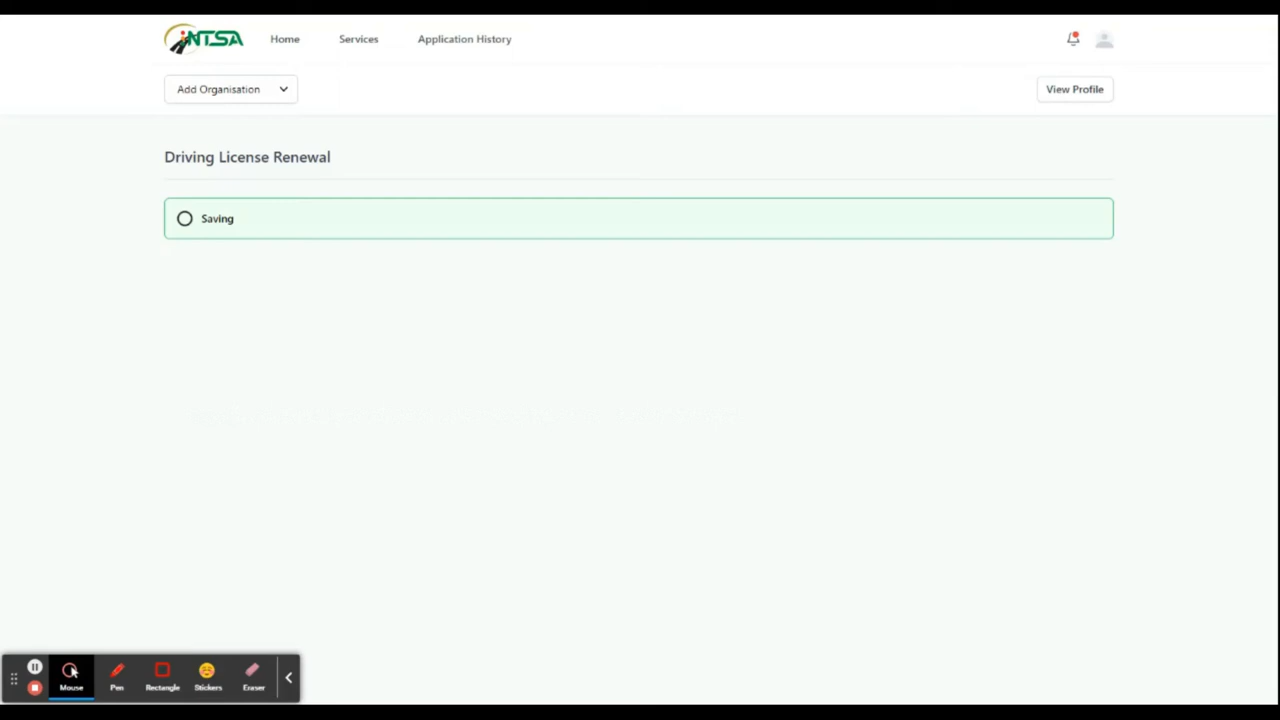 NTSA
Home
Services
Application History
Add Organisation
View Profile
Driving License Renewal
Saving
Mouse
Pen
Rectangle
Stickers
Eraser